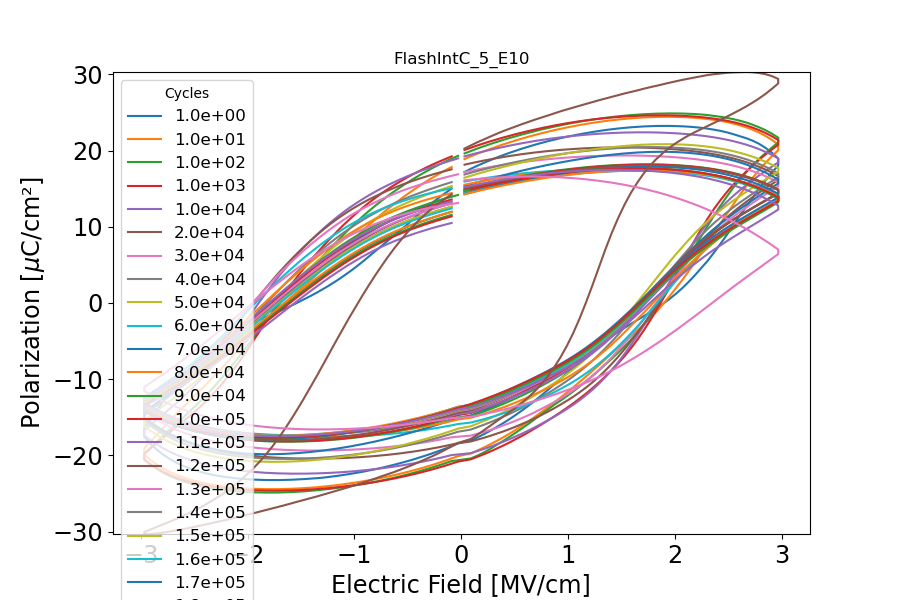 FlashIntC_5_E10
Polarization [μC/cm²]
30
20
10
0
−10
−20
−30
Cycles
1.0e+00
1.0e+01
1.0e+02
1.0e+03
1.0e+04
2.0e+04
3.0e+04
4.0e+04
5.0e+04
6.0e+04
7.0e+04
8.0e+04
9.0e+04
1.0e+05
1.1e+05
1.2e+05
1.3e+05
1.4e+05
1.5e+05
1.6e+05
1.7e+05
−3 −2 −1 0 1 2 3
Electric Field [MV/cm]